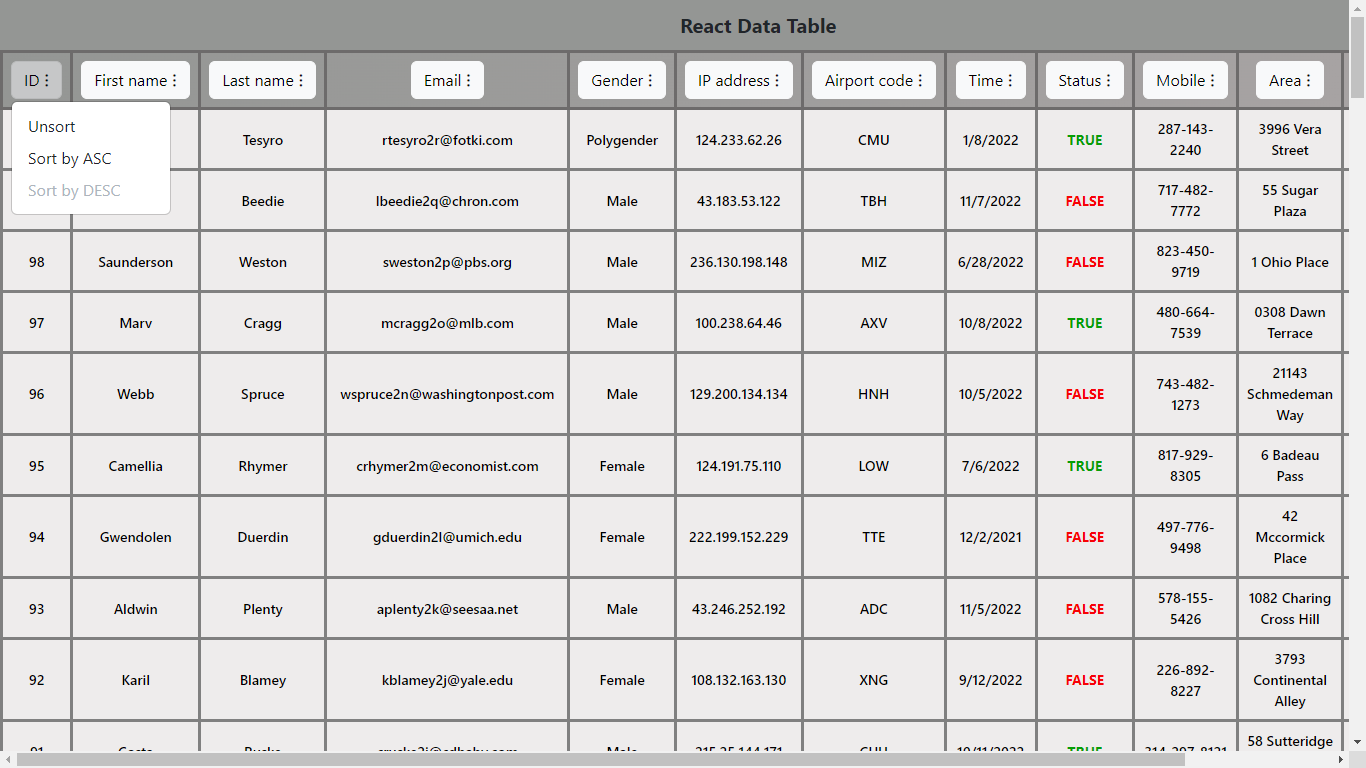 React Data Table
ID First name Last name Email Gender IP address Airport code Time Status Mobile Area
Unsort
Sort by ASC
Sort by DESC
Tesyro rtesyro2r@fotki.com Polygender 124.233.62.26 CMU 1/8/2022 TRUE 287-143-
2240 3996 Vera
Street
Beedie lbeedie2q@chron.com Male 43.183.53.122 TBH 11/7/2022 FALSE 717-482-
7772 55 Sugar
Plaza
98 Saunderson Weston sweston2p@pbs.org Male 236.130.198.148 MIZ 6/28/2022 FALSE 823-450-
9719 1 Ohio Place
97 Marv Cragg mcragg2o@mlb.com Male 100.238.64.46 AXV 10/8/2022 TRUE 480-664-
7539 0308 Dawn
Terrace
96 Webb Spruce wspruce2n@washingtonpost.com Male 129.200.134.134 HNH 10/5/2022 FALSE 743-482-
1273 21143
Schmedeman
Way
95 Camellia Rhymer crhymer2m@economist.com Female 124.191.75.110 LOW 7/6/2022 TRUE 817-929-
8305 6 Badeau
Pass
94 Gwendolen Duerdin gduerdin2l@umich.edu Female 222.199.152.229 TTE 12/2/2021 FALSE 497-776-
9498 42
Mccormick
Place
93 Aldwin Plenty aplenty2k@seesaa.net Male 43.246.252.192 ADC 11/5/2022 FALSE 578-155-
5426 1082 Charing
Cross Hill
92 Karil Blamey kblamey2j@yale.edu Female 108.132.163.130 XNG 9/12/2022 FALSE 226-892-
8227 3793
Continental
Alley
91 Male TRUE 58 Sutteridge